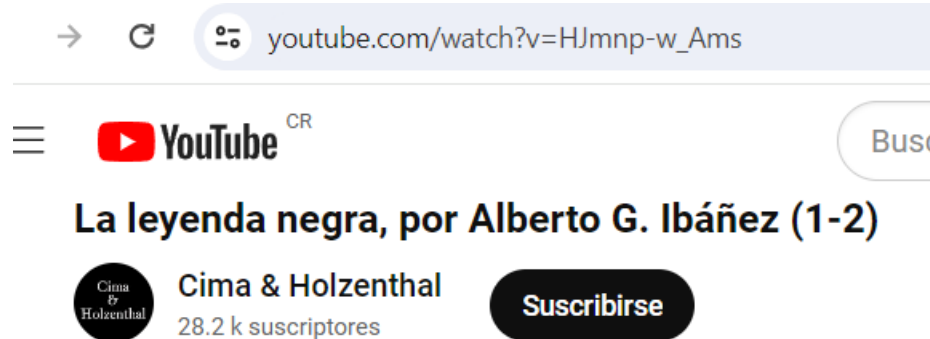 youtube.com/watch?v=HJmnp-w_Ams
YouTube CR
Busc
La leyenda negra, por Alberto G. Ibáñez (1-2)
Cima & Holzenthal
Cima
&
Holzenthal
Suscribirse
28.2 k suscriptores